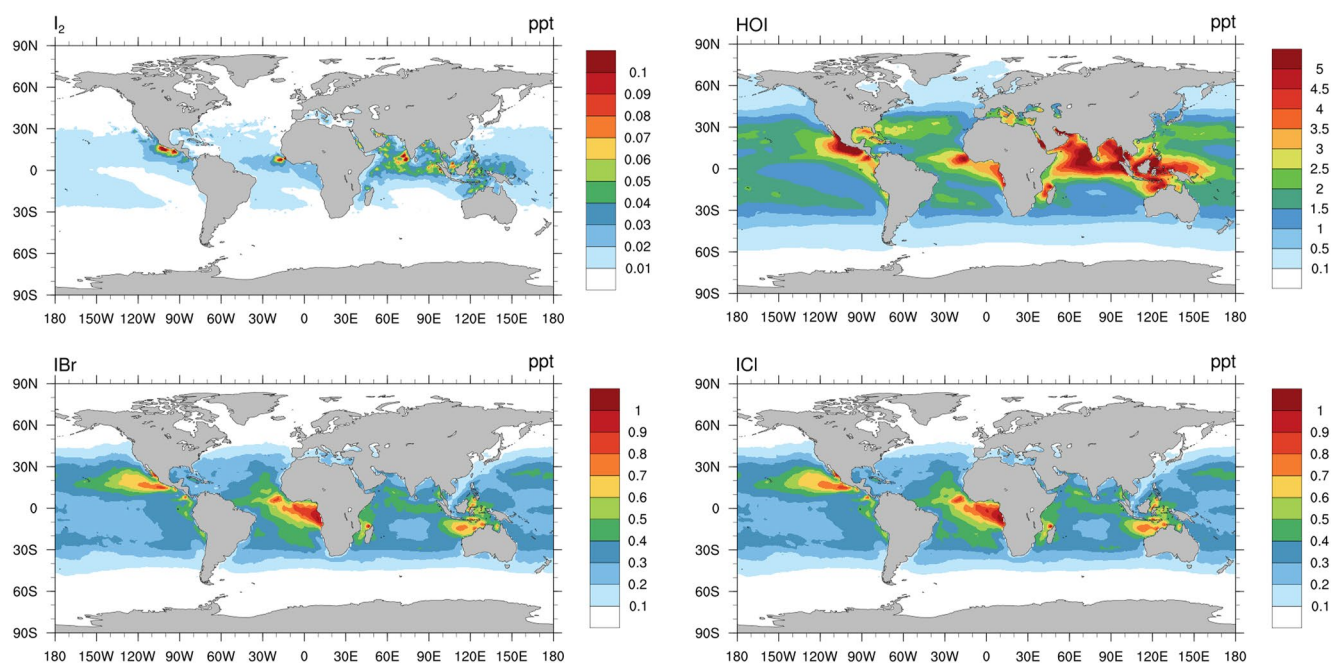 I₂ ppt
90N
60N
30N
0
30S
60S
90S
180 150W 120W 90W 60W 30W 0 30E 60E 90E 120E 150E 180
0.1
0.09
0.08
0.07
0.06
0.05
0.04
0.03
0.02
0.01
HOI ppt
90N
60N
30N
0
30S
60S
90S
180 150W 120W 90W 60W 30W 0 30E 60E 90E 120E 150E 180
5
4.5
4
3.5
3
2.5
2
1.5
1
0.5
0.1
IBr ppt
90N
60N
30N
0
30S
60S
90S
180 150W 120W 90W 60W 30W 0 30E 60E 90E 120E 150E 180
1
0.9
0.8
0.7
0.6
0.5
0.4
0.3
0.2
0.1
ICl ppt
90N
60N
30N
0
30S
60S
90S
180 150W 120W 90W 60W 30W 0 30E 60E 90E 120E 150E 180
1
0.9
0.8
0.7
0.6
0.5
0.4
0.3
0.2
0.1